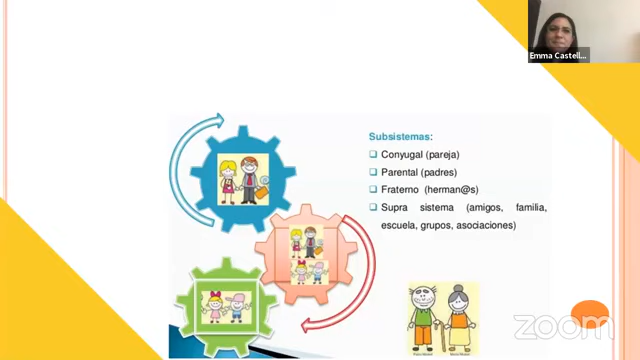 Emma Castell...
Subsistemas:
Conyugal (pareja)
Parental (padres)
Fraterno (herman@s)
Supra sistema (amigos, familia,
escuela, grupos, asociaciones)
zoom